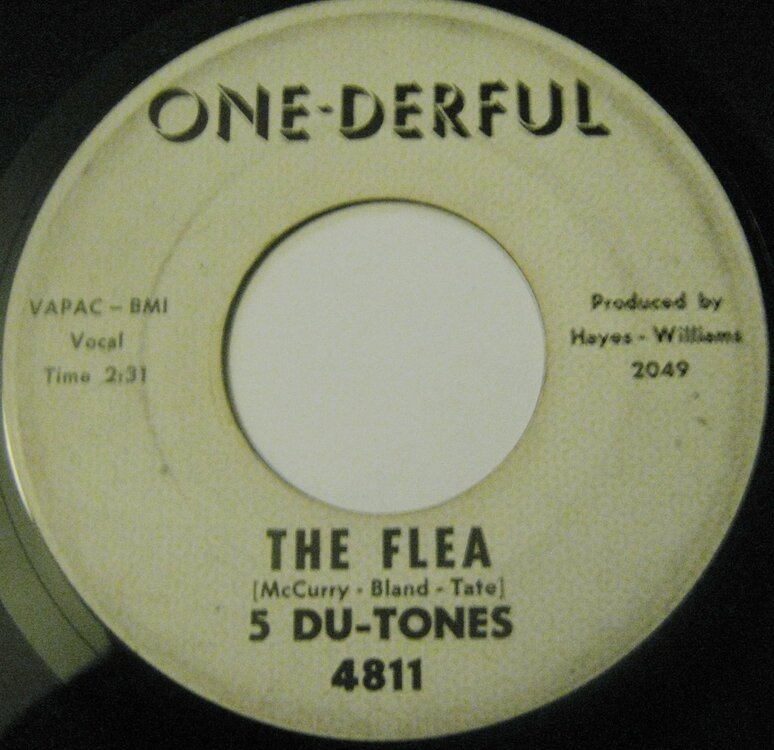 ONE-DERFUL
VAPAC – BMI
Vocal
Time 2:31
Produced by
Hayes - Williams
2049
THE FLEA
[McCurry - Bland - Tate]
5 DU-TONES
4811